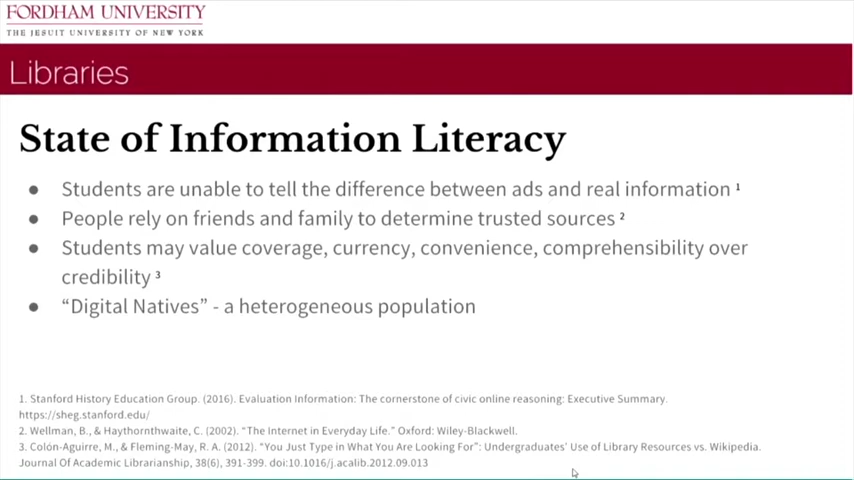 FORDHAM UNIVERSITY
THE JESUIT UNIVERSITY OF NEW YORK
Libraries
State of Information Literacy
● Students are unable to tell the difference between ads and real information ¹
● People rely on friends and family to determine trusted sources ²
● Students may value coverage, currency, convenience, comprehensibility over
credibility ³
● “Digital Natives” - a heterogeneous population
1. Stanford History Education Group. (2016). Evaluation Information: The cornerstone of civic online reasoning: Executive Summary.
https://sheg.stanford.edu/
2. Wellman, B., & Haythornthwaite, C. (2002). “The Internet in Everyday Life.” Oxford: Wiley-Blackwell.
3. Colón-Aguirre, M., & Fleming-May, R. A. (2012). “You Just Type in What You Are Looking For”: Undergraduates' Use of Library Resources vs. Wikipedia.
Journal Of Academic Librarianship, 38(6), 391-399. doi:10.1016/j.acalib.2012.09.013